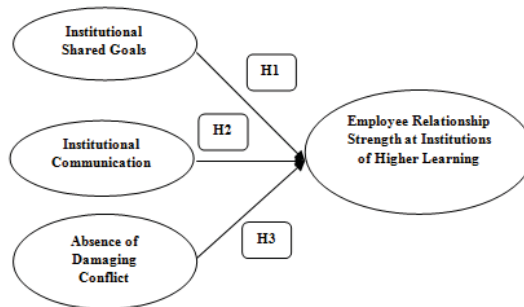 Institutional
Shared Goals
H1
Institutional
Communication
H2
Employee Relationship
Strength at Institutions
of Higher Learning
Absence of
Damaging
Conflict
H3